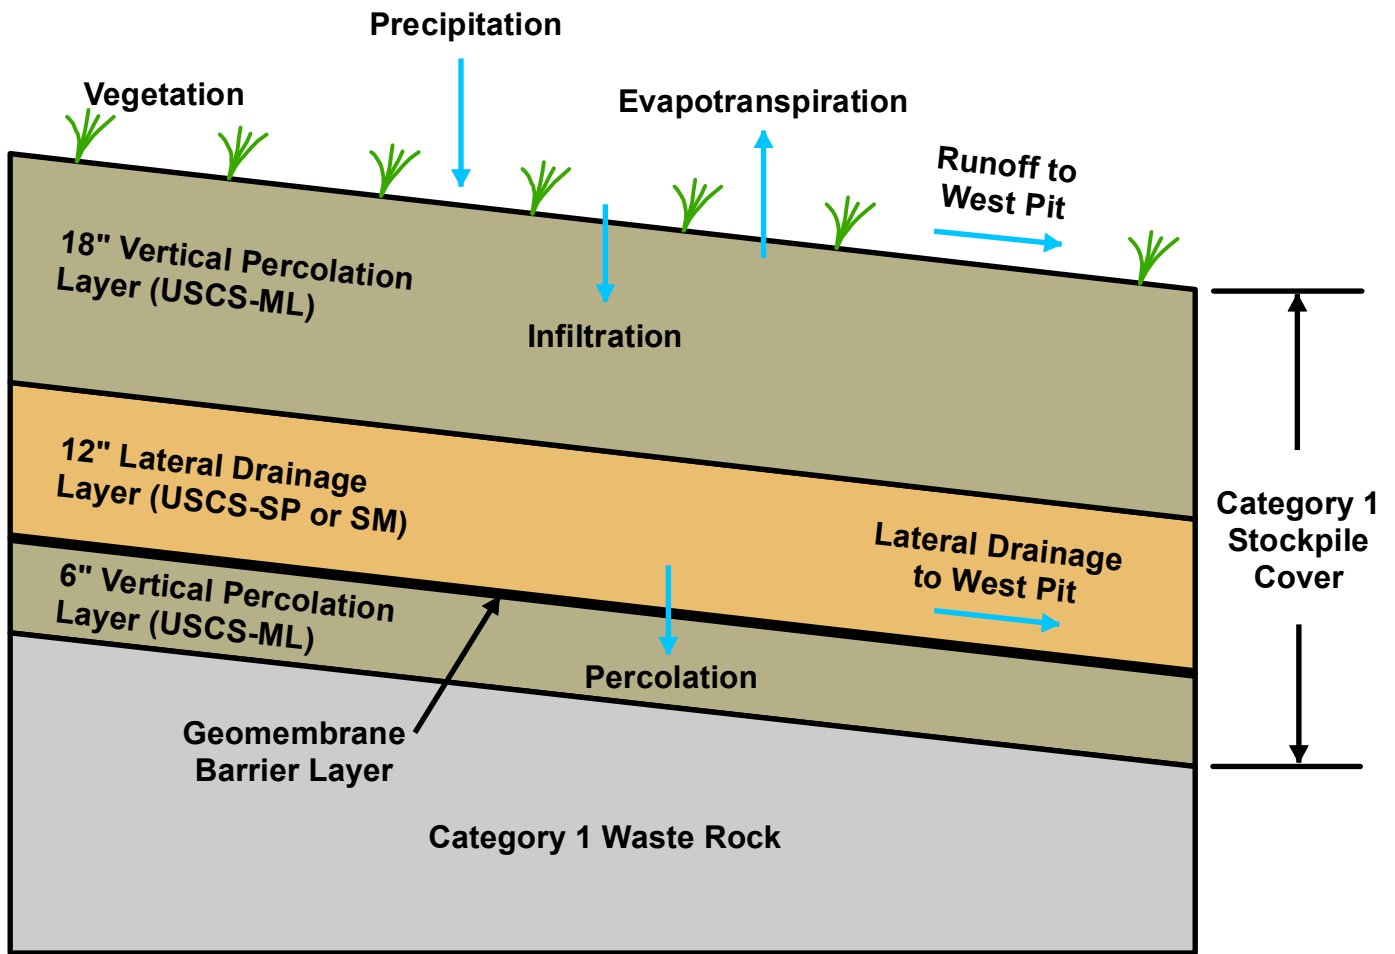 Precipitation
Vegetation
Evapotranspiration
Runoff to
West Pit
18" Vertical Percolation
Layer (USCS-ML)
Infiltration
12" Lateral Drainage
Layer (USCS-SP or SM)
Lateral Drainage
to West Pit
Category 1
Stockpile
Cover
6" Vertical Percolation
Layer (USCS-ML)
Percolation
Geomembrane
Barrier Layer
Category 1 Waste Rock